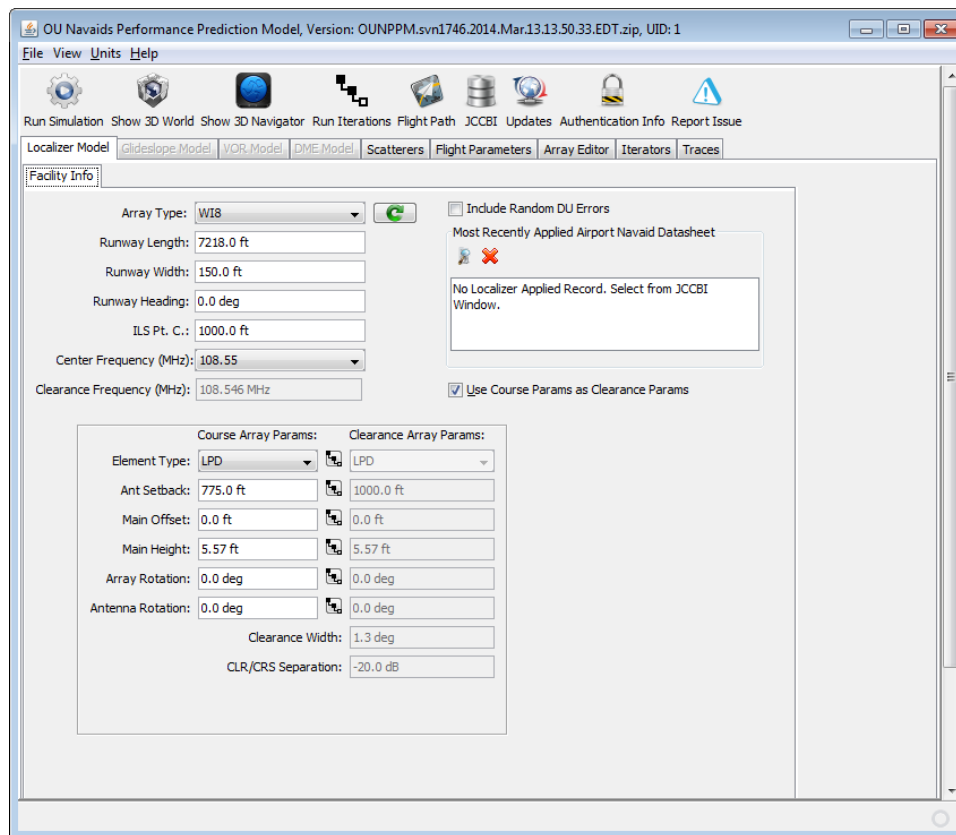 OU Navaids Performance Prediction Model, Version: OUNPPM.svn1746.2014.Mar.13.13.50.33.EDT.zip, UID: 1
File View Units Help
Run Simulation Show 3D World Show 3D Navigator Run Iterations Flight Path JCCBI Updates Authentication Info Report Issue
Localizer Model Glideslope Model VOR Model DME Model Scatterers Flight Parameters Array Editor Iterators Traces
Facility Info
Array Type: WI8
Include Random DU Errors
Runway Length: 7218.0 ft
Most Recently Applied Airport Navaid Datasheet
Runway Width: 150.0 ft
Runway Heading: 0.0 deg
No Localizer Applied Record. Select from JCCBI
Window.
ILS Pt. C.: 1000.0 ft
Center Frequency (MHz): 108.55
Clearance Frequency (MHz): 108.546 MHz
Use Course Params as Clearance Params
Course Array Params: Clearance Array Params:
Element Type: LPD LPD
Ant Setback: 775.0 ft 1000.0 ft
Main Offset: 0.0 ft 0.0 ft
Main Height: 5.57 ft 5.57 ft
Array Rotation: 0.0 deg 0.0 deg
Antenna Rotation: 0.0 deg 0.0 deg
Clearance Width: 1.3 deg
CLR/CRS Separation: -20.0 dB